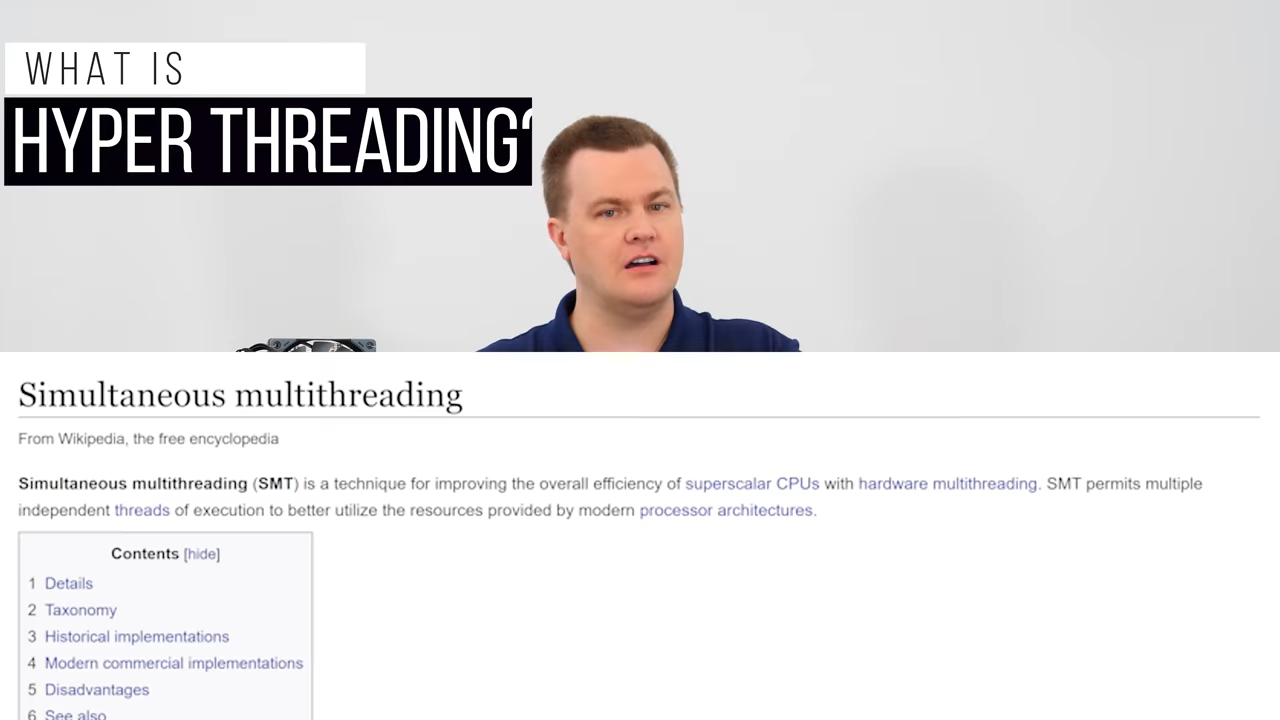 WHAT IS
HYPER THREADING?
Simultaneous multithreading
From Wikipedia, the free encyclopedia
Simultaneous multithreading (SMT) is a technique for improving the overall efficiency of superscalar CPUs with hardware multithreading. SMT permits multiple
independent threads of execution to better utilize the resources provided by modern processor architectures.
Contents [hide]
1 Details
2 Taxonomy
3 Historical implementations
4 Modern commercial implementations
5 Disadvantages
6 See also